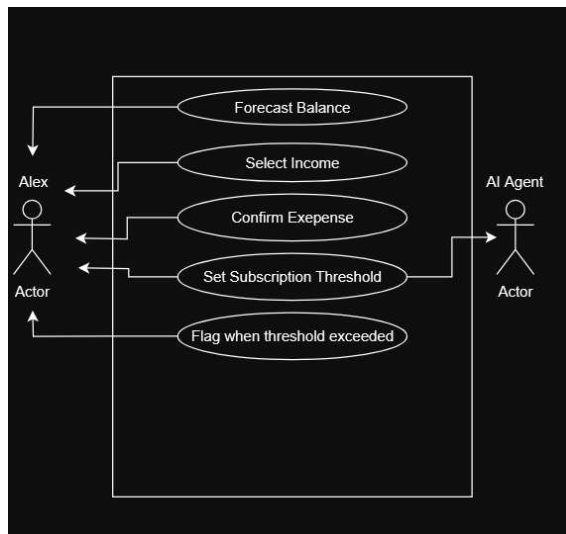 Forecast Balance
Select Income
Alex
AI Agent
Confirm Exepense
Set Subscription Threshold
Actor
Actor
Flag when threshold exceeded